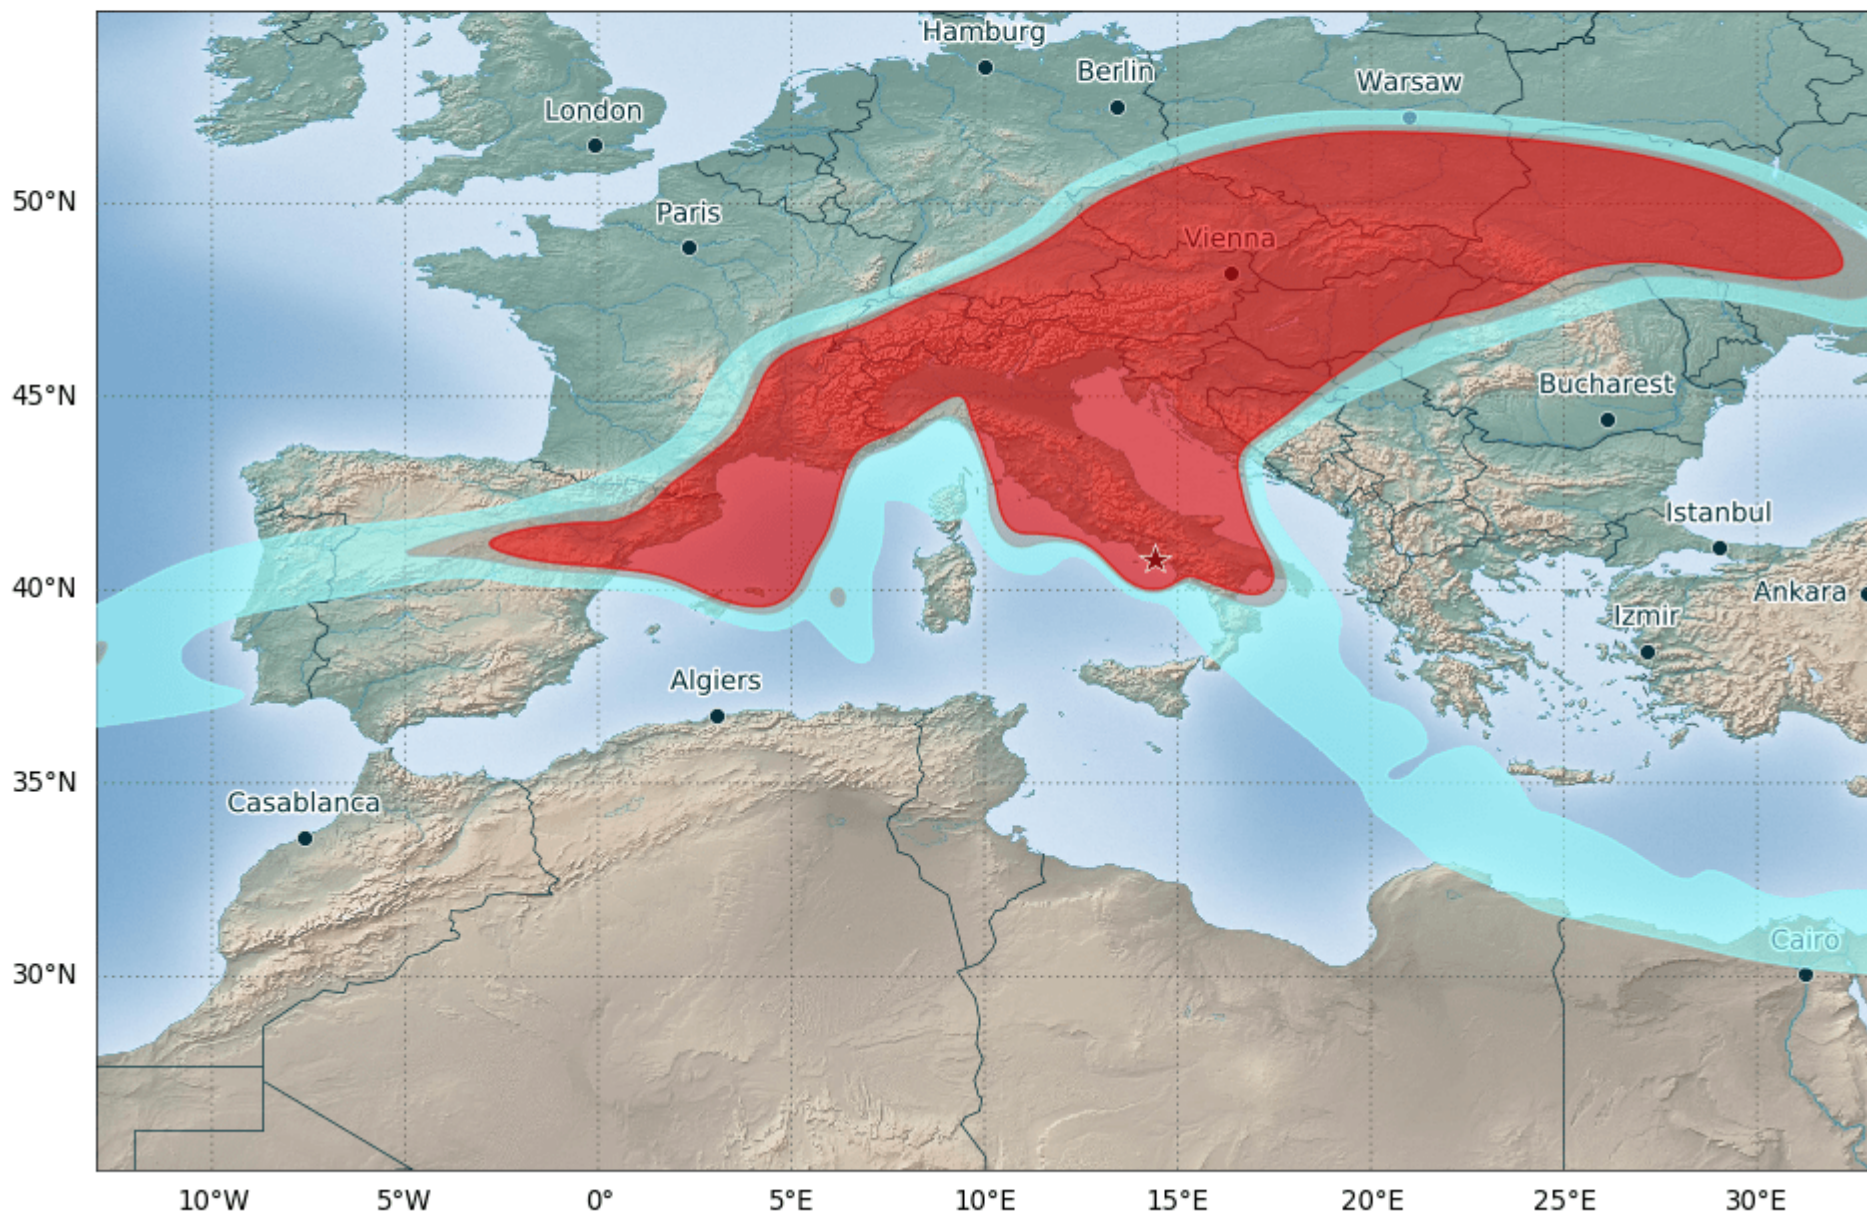 Hamburg
Berlin
Warsaw
London
50°N
Paris
Vienna
45°N
Bucharest
Istanbul
40°N
Ankara
Izmir
Algiers
35°N
Casablanca
Cairo
30°N
10°W 5°W 0° 5°E 10°E 15°E 20°E 25°E 30°E